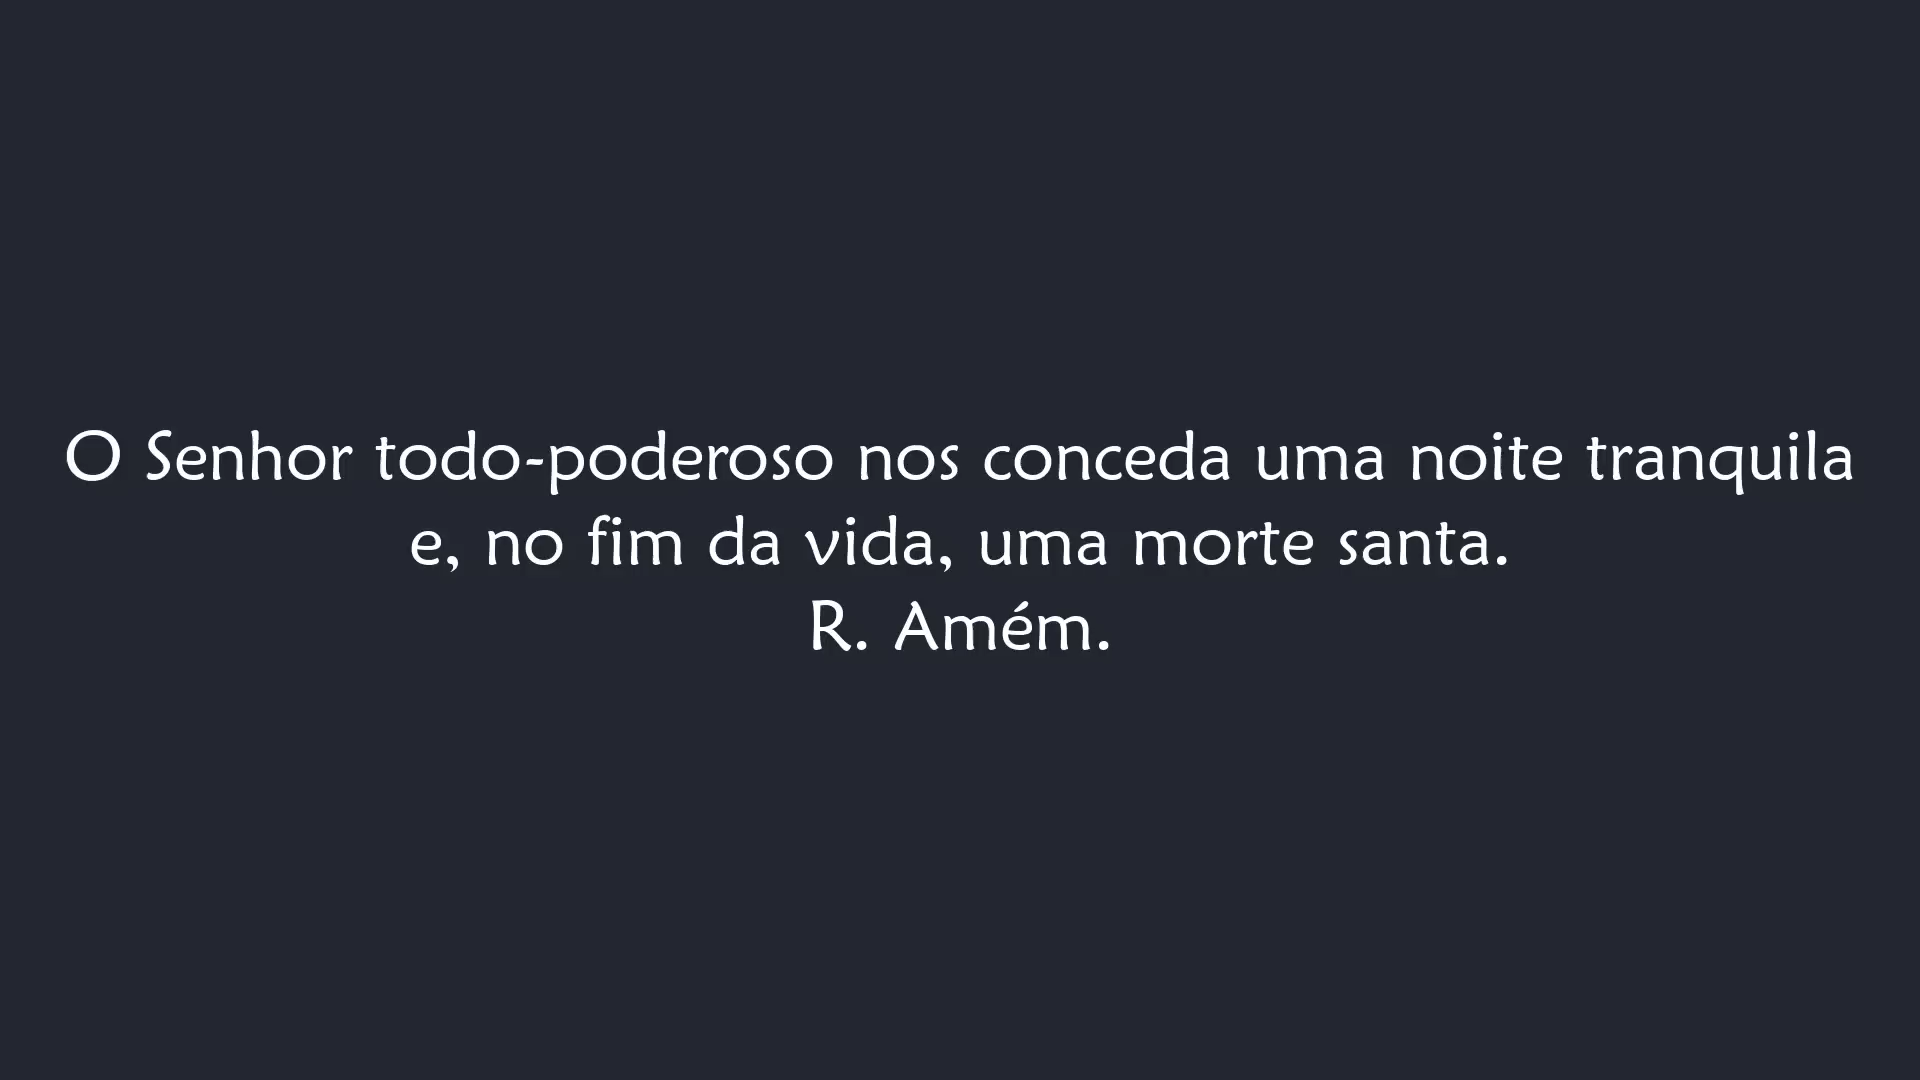 O Senhor todo-poderoso nos conceda uma noite tranquila
e, no fim da vida, uma morte santa.
R. Amém.